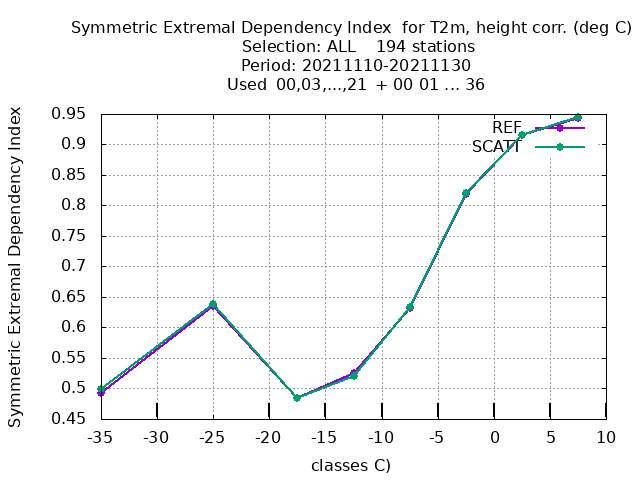 Symmetric Extremal Dependency Index  for T2m, height corr. (deg C)
Selection: ALL    194 stations
Period: 20211110-20211130
Used  00,03,...,21  + 00 01 ... 36
Symmetric Extremal Dependency Index
0.95
0.9
0.85
0.8
0.75
0.7
0.65
0.6
0.55
0.5
0.45
REF
SCATT
-35 -30 -25 -20 -15 -10 -5 0 5 10
classes C)